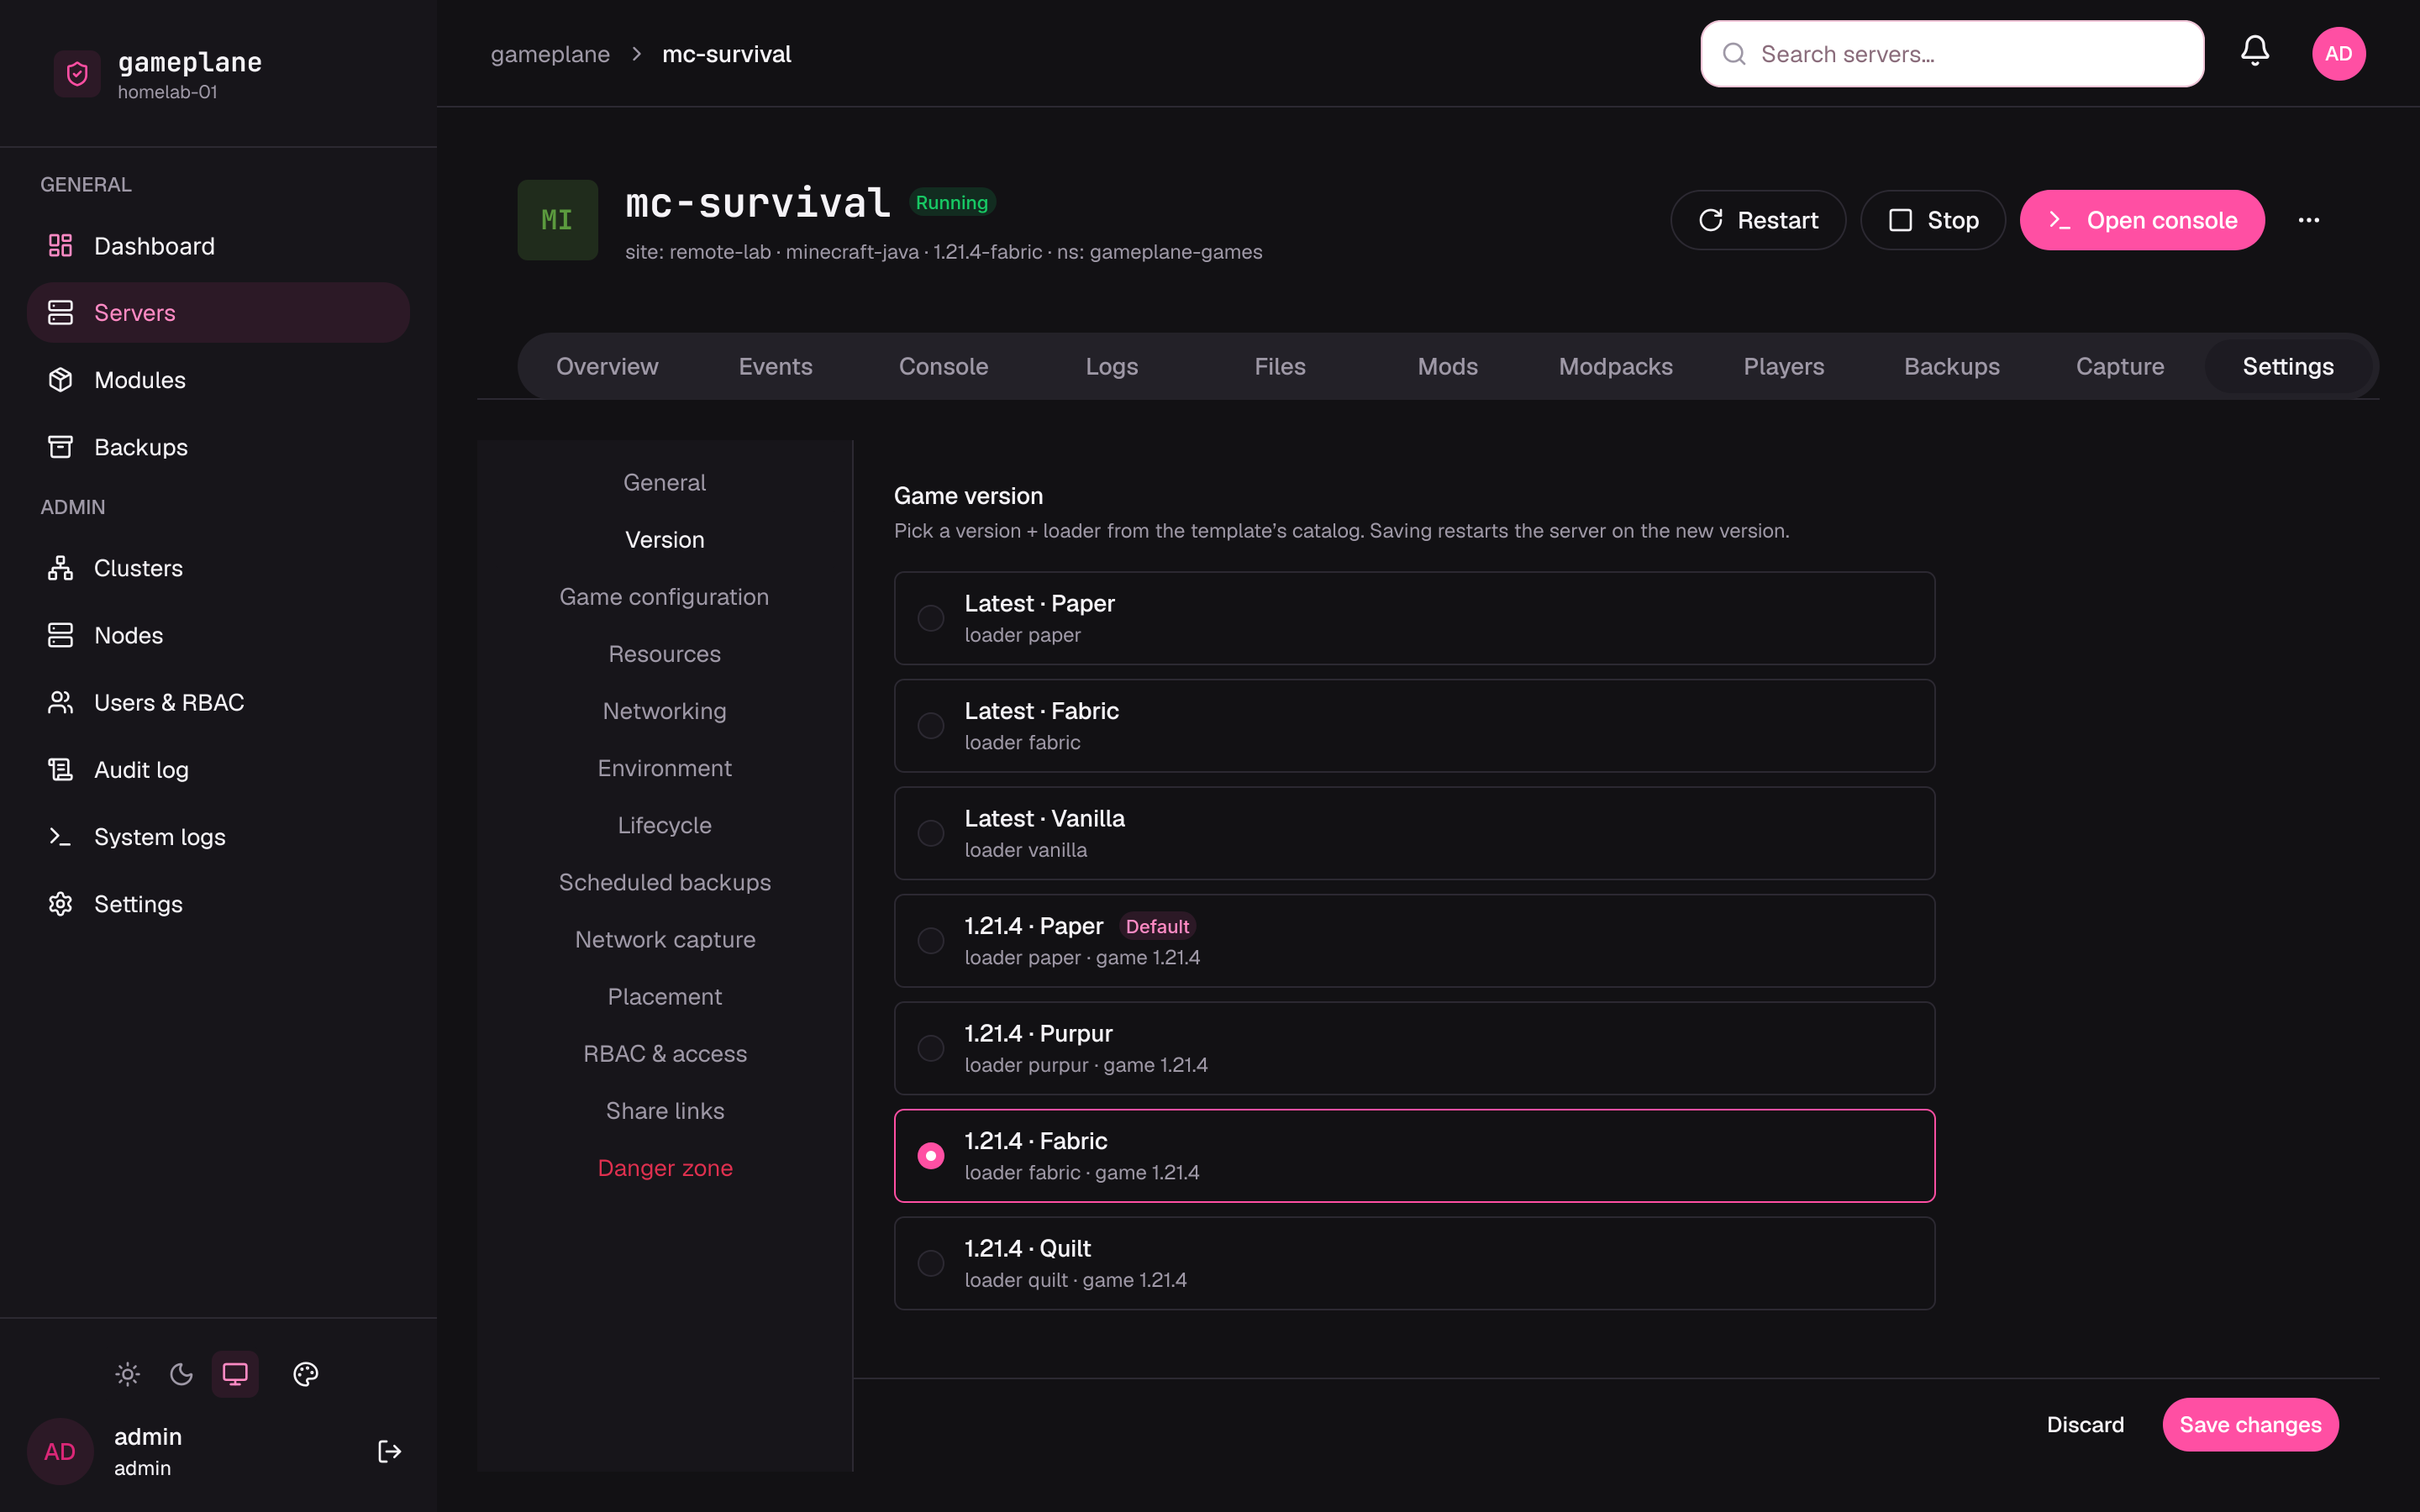 gameplane
homelab-01
GENERAL
Dashboard
Servers
Modules
Backups
ADMIN
Clusters
Nodes
Users & RBAC
Audit log
System logs
Settings
AD
admin
admin
gameplane
mc-survival
Search servers...
AD
MI
mc-survival
Running
site: remote-lab · minecraft-java · 1.21.4-fabric · ns: gameplane-games
Restart
Stop
Open console
Overview
Events
Console
Logs
Files
Mods
Modpacks
Players
Backups
Capture
Settings
General
Version
Game configuration
Resources
Networking
Environment
Lifecycle
Scheduled backups
Network capture
Placement
RBAC & access
Share links
Danger zone
Game version
Pick a version + loader from the template’s catalog. Saving restarts the server on the new version.
Latest · Paper
loader paper
Latest · Fabric
loader fabric
Latest · Vanilla
loader vanilla
1.21.4 · Paper Default
loader paper · game 1.21.4
1.21.4 · Purpur
loader purpur · game 1.21.4
1.21.4 · Fabric
loader fabric · game 1.21.4
1.21.4 · Quilt
loader quilt · game 1.21.4
Discard
Save changes